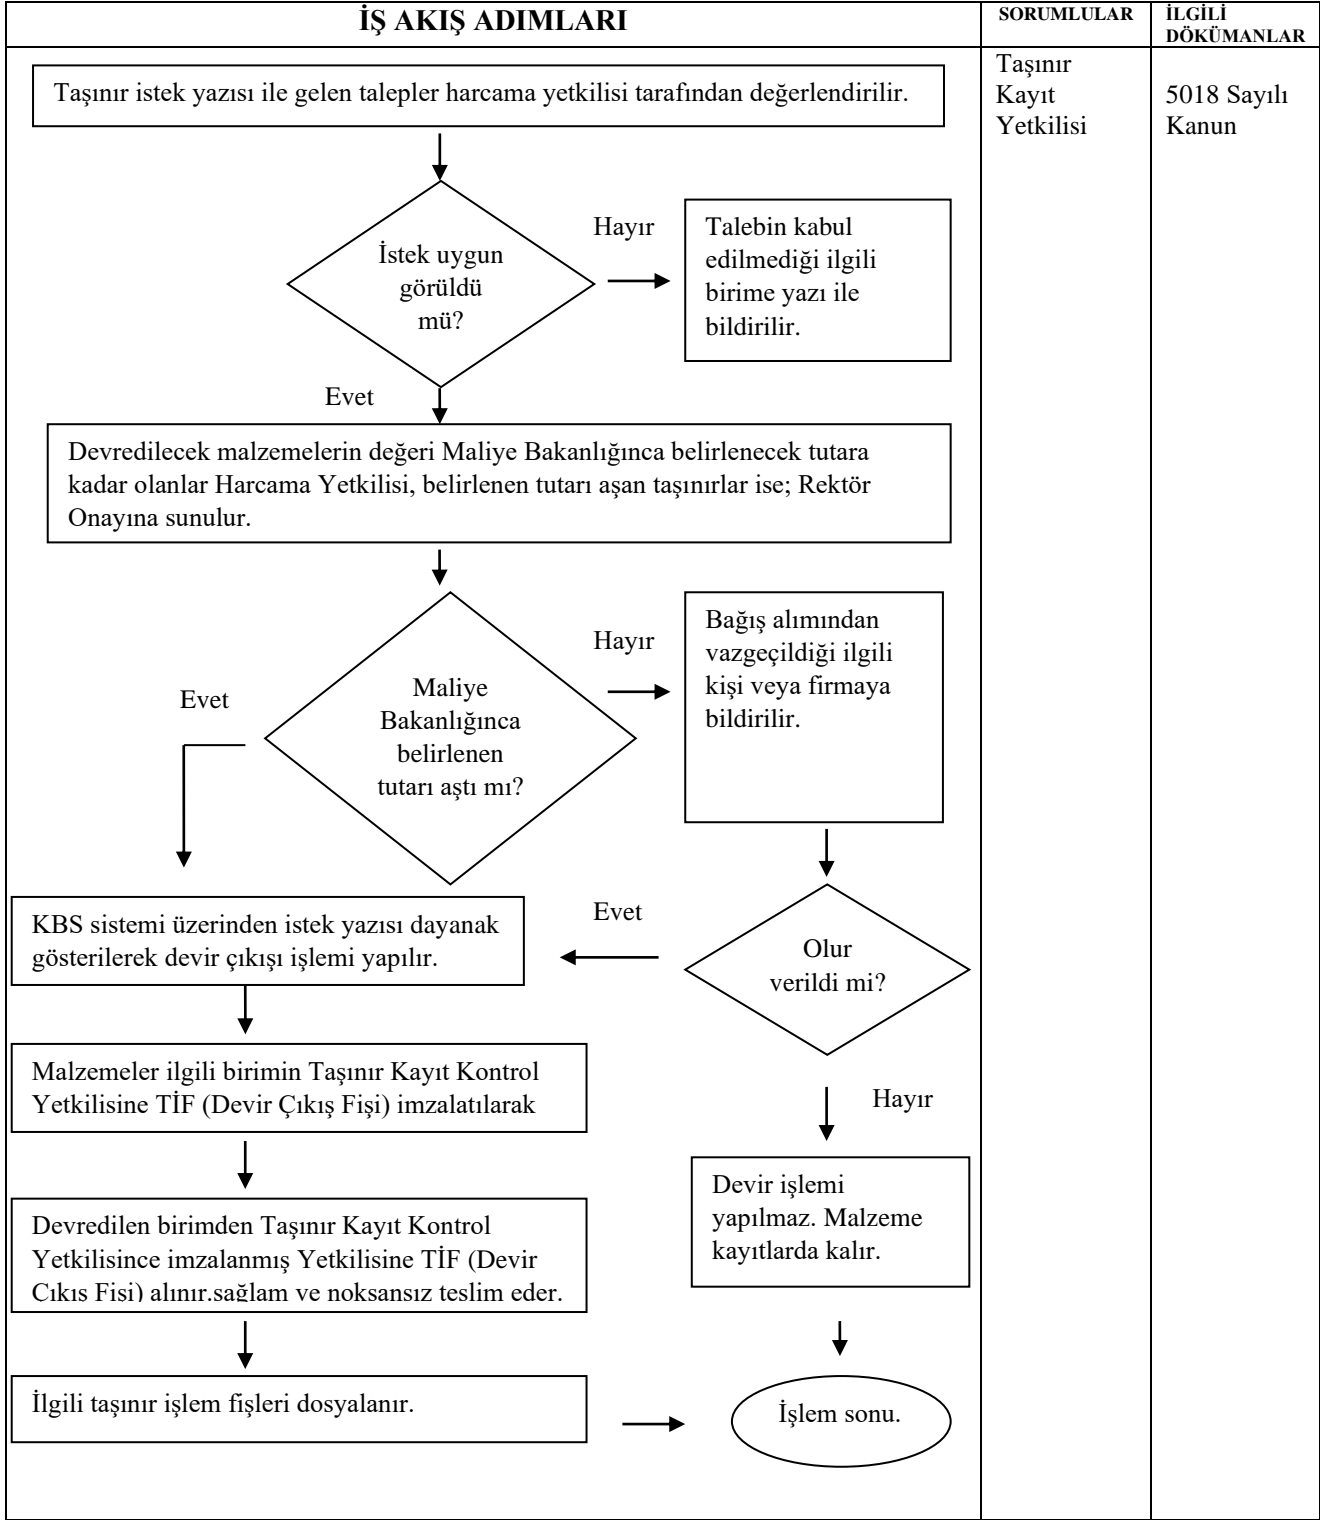 İŞ AKIŞ ADIMLARI
SORUMLULAR
İLGİLİ
DÖKÜMANLAR
Taşınır istek yazısı ile gelen talepler harcama yetkilisi tarafından değerlendirilir.
Taşınır
Kayıt
Yetkilisi
5018 Sayılı
Kanun
İstek uygun
görüldü
mü?
Hayır
Talebin kabul
edilmediği ilgili
birime yazı ile
bildirilir.
Evet
Devredilecek malzemelerin değeri Maliye Bakanlığınca belirlenecek tutara
kadar olanlar Harcama Yetkilisi, belirlenen tutarı aşan taşınırlar ise; Rektör
Onayına sunulur.
Maliye
Bakanlığınca
belirlenen
tutarı aştı mı?
Hayır
Bağış alımından
vazgeçildiği ilgili
kişi veya firmaya
bildirilir.
Evet
KBS sistemi üzerinden istek yazısı dayanak
gösterilerek devir çıkışı işlemi yapılır.
Evet
Olur
verildi mi?
Malzemeler ilgili birimin Taşınır Kayıt Kontrol
Yetkilisine TİF (Devir Çıkış Fişi) imzalatılarak
Hayır
Devir işlemi
yapılmaz. Malzeme
kayıtlarda kalır.
Devredilen birimden Taşınır Kayıt Kontrol
Yetkilisince imzalanmış Yetkilisine TİF (Devir
Çıkış Fişi) alınır.sağlam ve noksansız teslim eder.
İlgili taşınır işlem fişleri dosyalanır.
İşlem sonu.